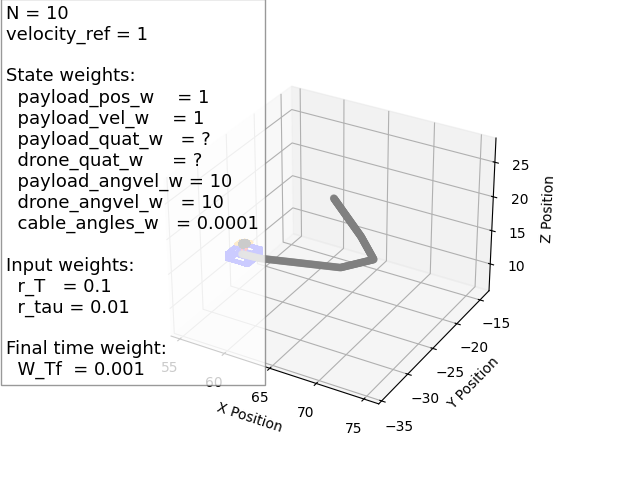 N = 10
velocity_ref = 1
State weights:
payload_pos_w = 1
payload_vel_w = 1
payload_quat_w = ?
drone_quat_w = ?
payload_angvel_w = 10
drone_angvel_w = 10
cable_angles_w = 0.0001
Input weights:
r_T = 0.1
r_tau = 0.01
Final time weight:
W_Tf = 0.001
55
60
65
70
75
X Position
−35
−30
−25
−20
−15
Y Position
10
15
20
25
Z Position